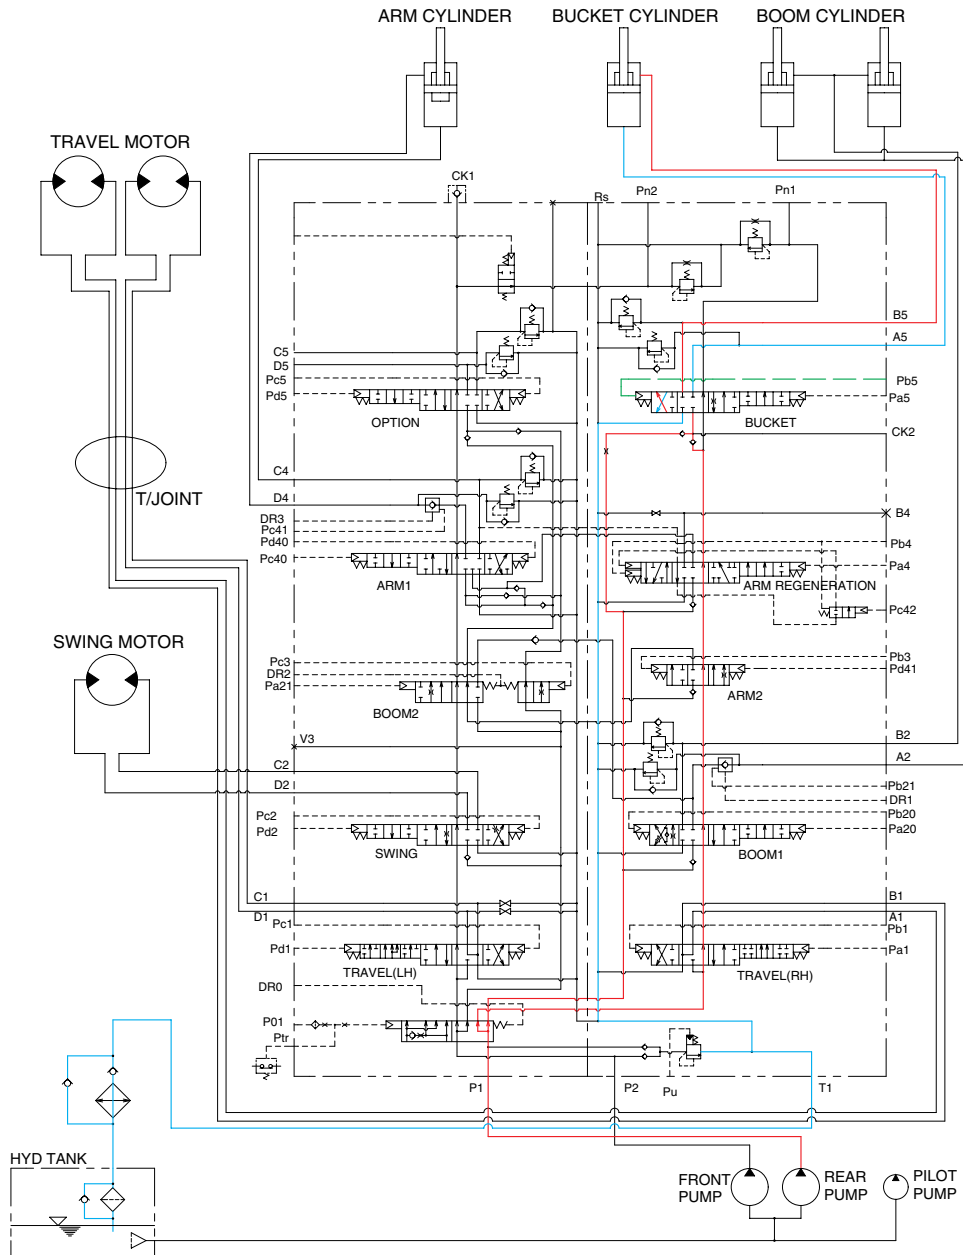 ARM CYLINDER
BUCKET CYLINDER
BOOM CYLINDER
TRAVEL MOTOR
CK1
Rs
Pn2
Pn1
B5
A5
C5
D5
Pc5
Pd5
OPTION
Pb5
Pa5
BUCKET
CK2
T/JOINT
C4
D4
DR3
Pc41
Pd40
Pc40
ARM1
B4
Pb4
Pa4
ARM REGENERATION
Pc42
SWING MOTOR
Pc3
DR2
Pa21
BOOM2
Pb3
Pd41
ARM2
V3
C2
D2
B2
A2
Pb21
DR1
Pb20
Pa20
Pc2
Pd2
SWING
BOOM1
C1
D1
Pc1
Pd1
TRAVEL(LH)
B1
A1
Pb1
Pa1
TRAVEL(RH)
DR0
P01
Ptr
P1
P2
Pu
T1
HYD TANK
FRONT
PUMP
REAR
PUMP
PILOT
PUMP